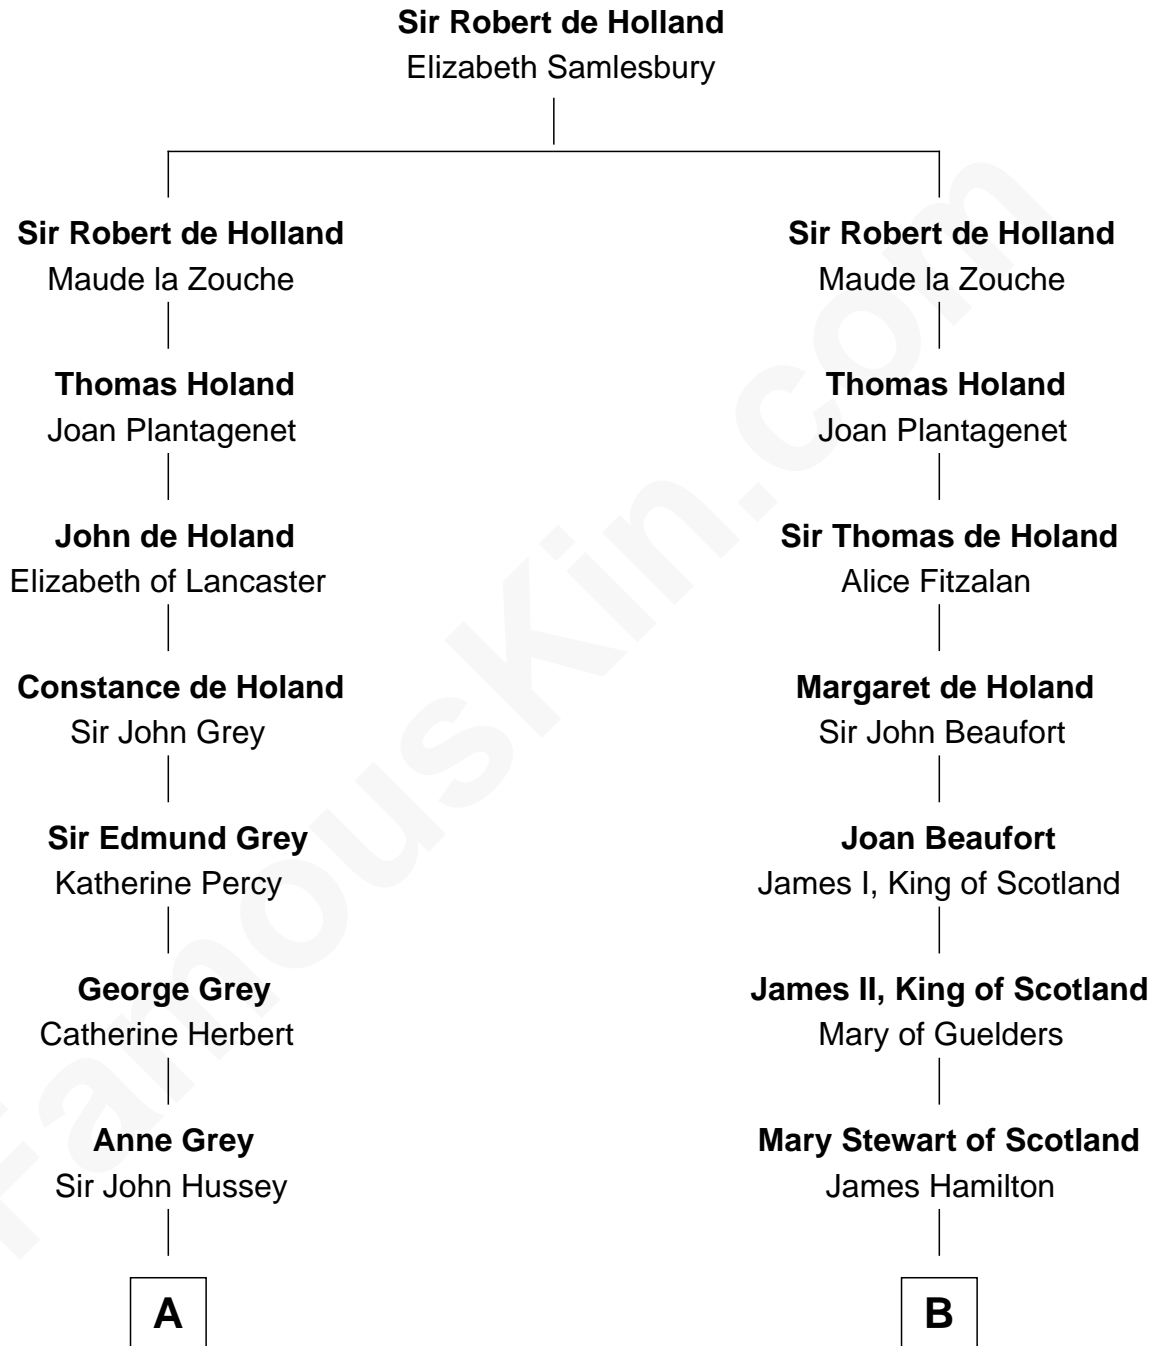 Sir Robert de Holland
Elizabeth Samlesbury
Sir Robert de Holland
Maude la Zouche
Thomas Holand
Joan Plantagenet
John de Holand
Elizabeth of Lancaster
Constance de Holand
Sir John Grey
Sir Edmund Grey
Katherine Percy
George Grey
Catherine Herbert
Anne Grey
Sir John Hussey
A
Sir Robert de Holland
Maude la Zouche
Thomas Holand
Joan Plantagenet
Sir Thomas de Holand
Alice Fitzalan
Margaret de Holand
Sir John Beaufort
Joan Beaufort
James I, King of Scotland
James II, King of Scotland
Mary of Guelders
Mary Stewart of Scotland
James Hamilton
B
FamousKin.com